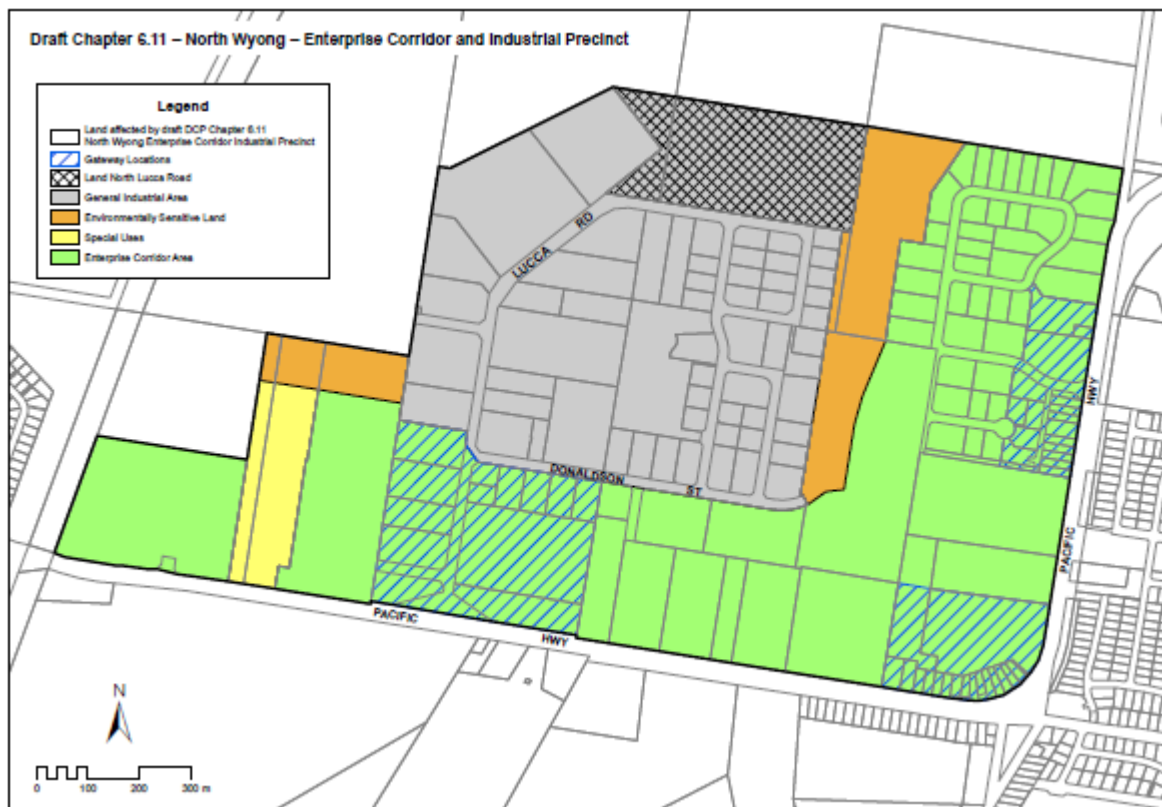 Draft Chapter 6.11 – North Wyong – Enterprise Corridor and Industrial Precinct
Legend
Land affected by draft DCP Chapter 6.11
North Wyong Enterprise Corridor Industrial Precinct
Gateway Locations
Land North Lucca Road
General Industrial Area
Environmentally Sensitive Land
Special Uses
Enterprise Corridor Area
LUCCA RD
HWY
DONALDSON ST
PACIFIC
PACIFIC HWY
N
0 100 200 300 m